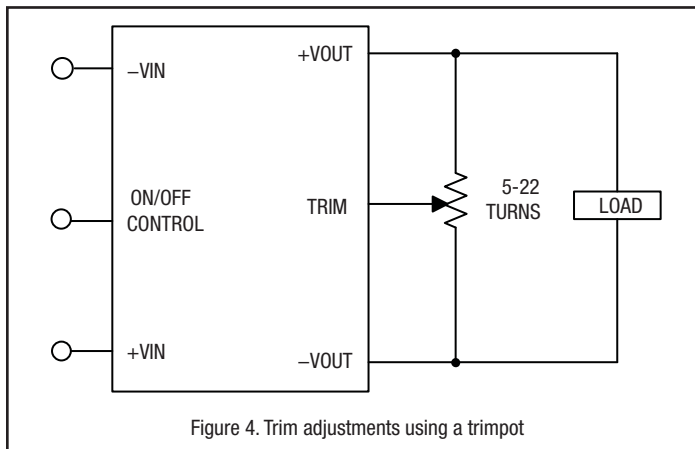 –VIN
+VOUT
ON/OFF
CONTROL
TRIM
5-22
TURNS
LOAD
+VIN
–VOUT
Figure 4. Trim adjustments using a trimpot